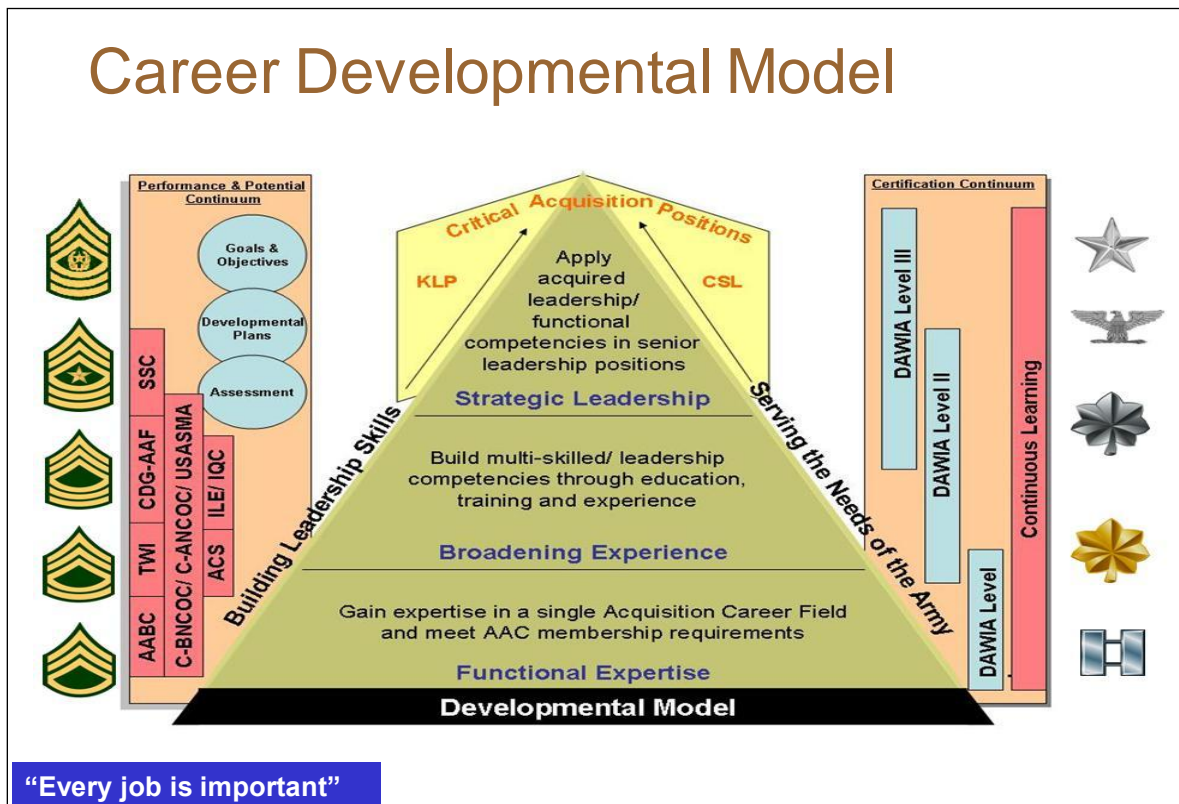 Career Developmental Model
Performance & Potential
Continuum
Goals &
Objectives
Developmental
Plans
Assessment
SSC
CDG-AAF
TWI
AABC
C-BNCOC/ C-ANCOC/ USASMA
ILE/ IQC
ACS
Building Leadership Skills
Critical Acquisition Positions
KLP
CSL
Apply
acquired
leadership/
functional
competencies in senior
leadership positions
Strategic Leadership
Build multi-skilled/ leadership
competencies through education,
training and experience
Broadening Experience
Gain expertise in a single Acquisition Career Field
and meet AAC membership requirements
Functional Expertise
Developmental Model
Serving the Needs of the Army
Certification Continuum
DAWIA Level III
DAWIA Level II
DAWIA Level
Continuous Learning
“Every job is important”